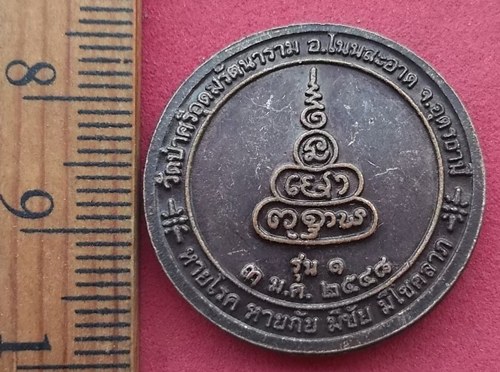 วัดป่าศรีอุดมรัตนาราม อ.โนนสะอาด จ.อุดรธานี
รุ่น ๑
๓ ม.ค. ๒๕๔๘
หายโรค หายภัย มีชัย มีโชคลาภ
8
9
1